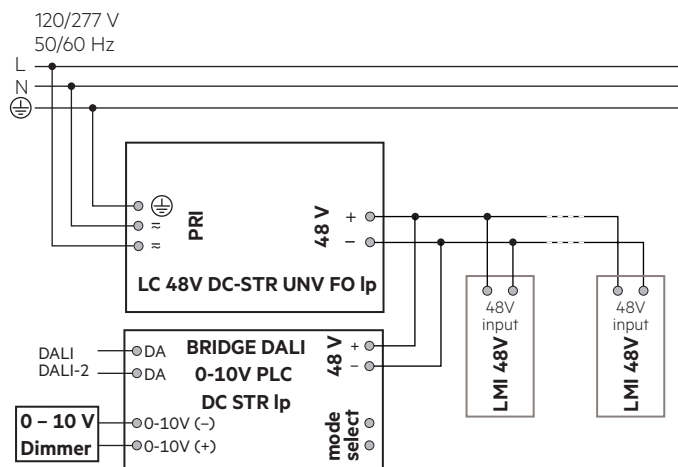 120/277 V
50/60 Hz
L
N
PRI
≂
≂
48 V
+
−
LC 48V DC-STR UNV FO lp
48V
input
LMI 48V
48V
input
LMI 48V
DALI
DALI-2
DA
DA
BRIDGE DALI
0-10V PLC
DC STR lp
48 V
+
−
0 – 10 V
Dimmer
0-10V (−)
0-10V (+)
mode
select